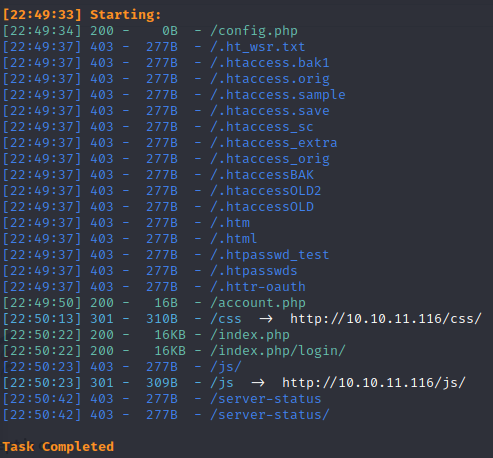 [22:49:33] Starting:
[22:49:34] 200 -    0B  - /config.php
[22:49:37] 403 -  277B  - /.ht_wsr.txt
[22:49:37] 403 -  277B  - /.htaccess.bak1
[22:49:37] 403 -  277B  - /.htaccess.orig
[22:49:37] 403 -  277B  - /.htaccess.sample
[22:49:37] 403 -  277B  - /.htaccess.save
[22:49:37] 403 -  277B  - /.htaccess_sc
[22:49:37] 403 -  277B  - /.htaccess_extra
[22:49:37] 403 -  277B  - /.htaccess_orig
[22:49:37] 403 -  277B  - /.htaccessBAK
[22:49:37] 403 -  277B  - /.htaccessOLD2
[22:49:37] 403 -  277B  - /.htaccessOLD
[22:49:37] 403 -  277B  - /.htm
[22:49:37] 403 -  277B  - /.html
[22:49:37] 403 -  277B  - /.htpasswd_test
[22:49:37] 403 -  277B  - /.htpasswds
[22:49:37] 403 -  277B  - /.httr-oauth
[22:49:50] 200 -   16B  - /account.php
[22:50:13] 301 -  310B  - /css  →  http://10.10.11.116/css/
[22:50:22] 200 -   16KB - /index.php
[22:50:22] 200 -   16KB - /index.php/login/
[22:50:23] 403 -  277B  - /js/
[22:50:23] 301 -  309B  - /js  →  http://10.10.11.116/js/
[22:50:42] 403 -  277B  - /server-status
[22:50:42] 403 -  277B  - /server-status/
Task Completed